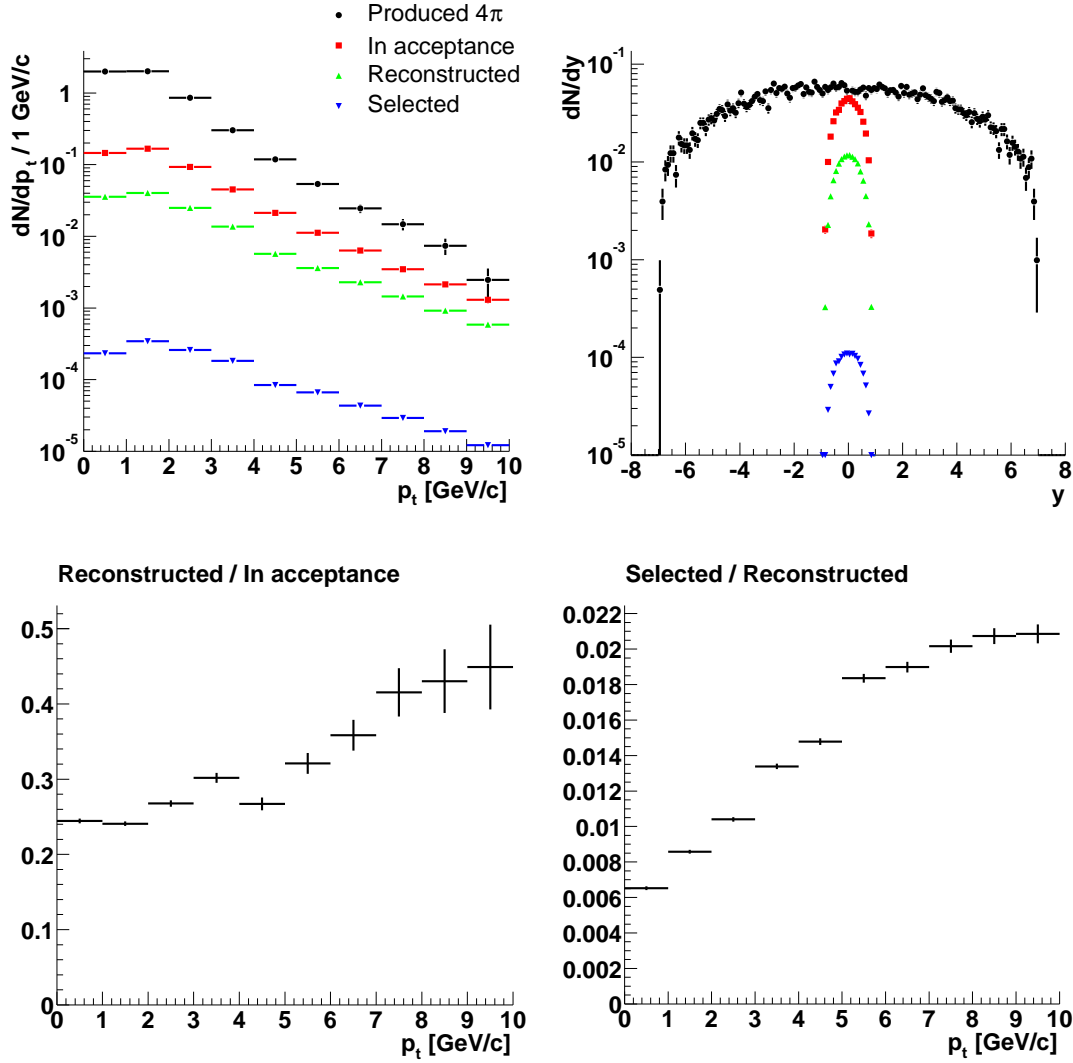 Produced 4π
In acceptance
Reconstructed
Selected
dN/dp_t / 1 GeV/c
1
10^-1
10^-2
10^-3
10^-4
10^-5
0 1 2 3 4 5 6 7 8 9 10
p_t [GeV/c]
dN/dy
10^-1
10^-2
10^-3
10^-4
10^-5
-8 -6 -4 -2 0 2 4 6 8
y
Reconstructed / In acceptance
0.5
0.4
0.3
0.2
0.1
0
0 1 2 3 4 5 6 7 8 9 10
p_t [GeV/c]
Selected / Reconstructed
0.022
0.02
0.018
0.016
0.014
0.012
0.01
0.008
0.006
0.004
0.002
0
0 1 2 3 4 5 6 7 8 9 10
p_t [GeV/c]